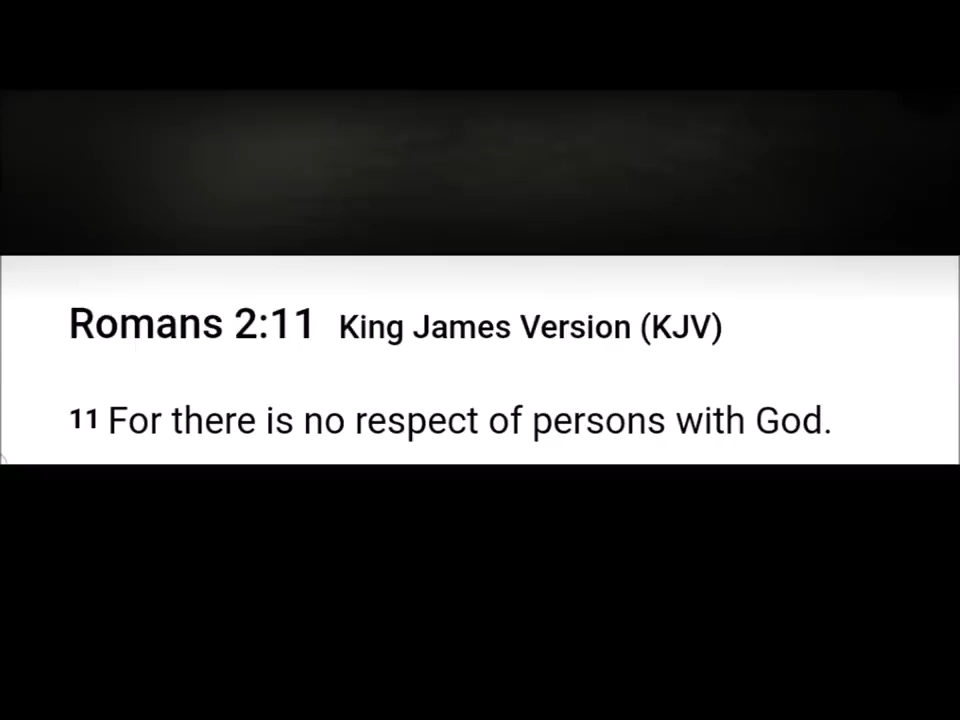 Romans 2:11 King James Version (KJV)
11 For there is no respect of persons with God.